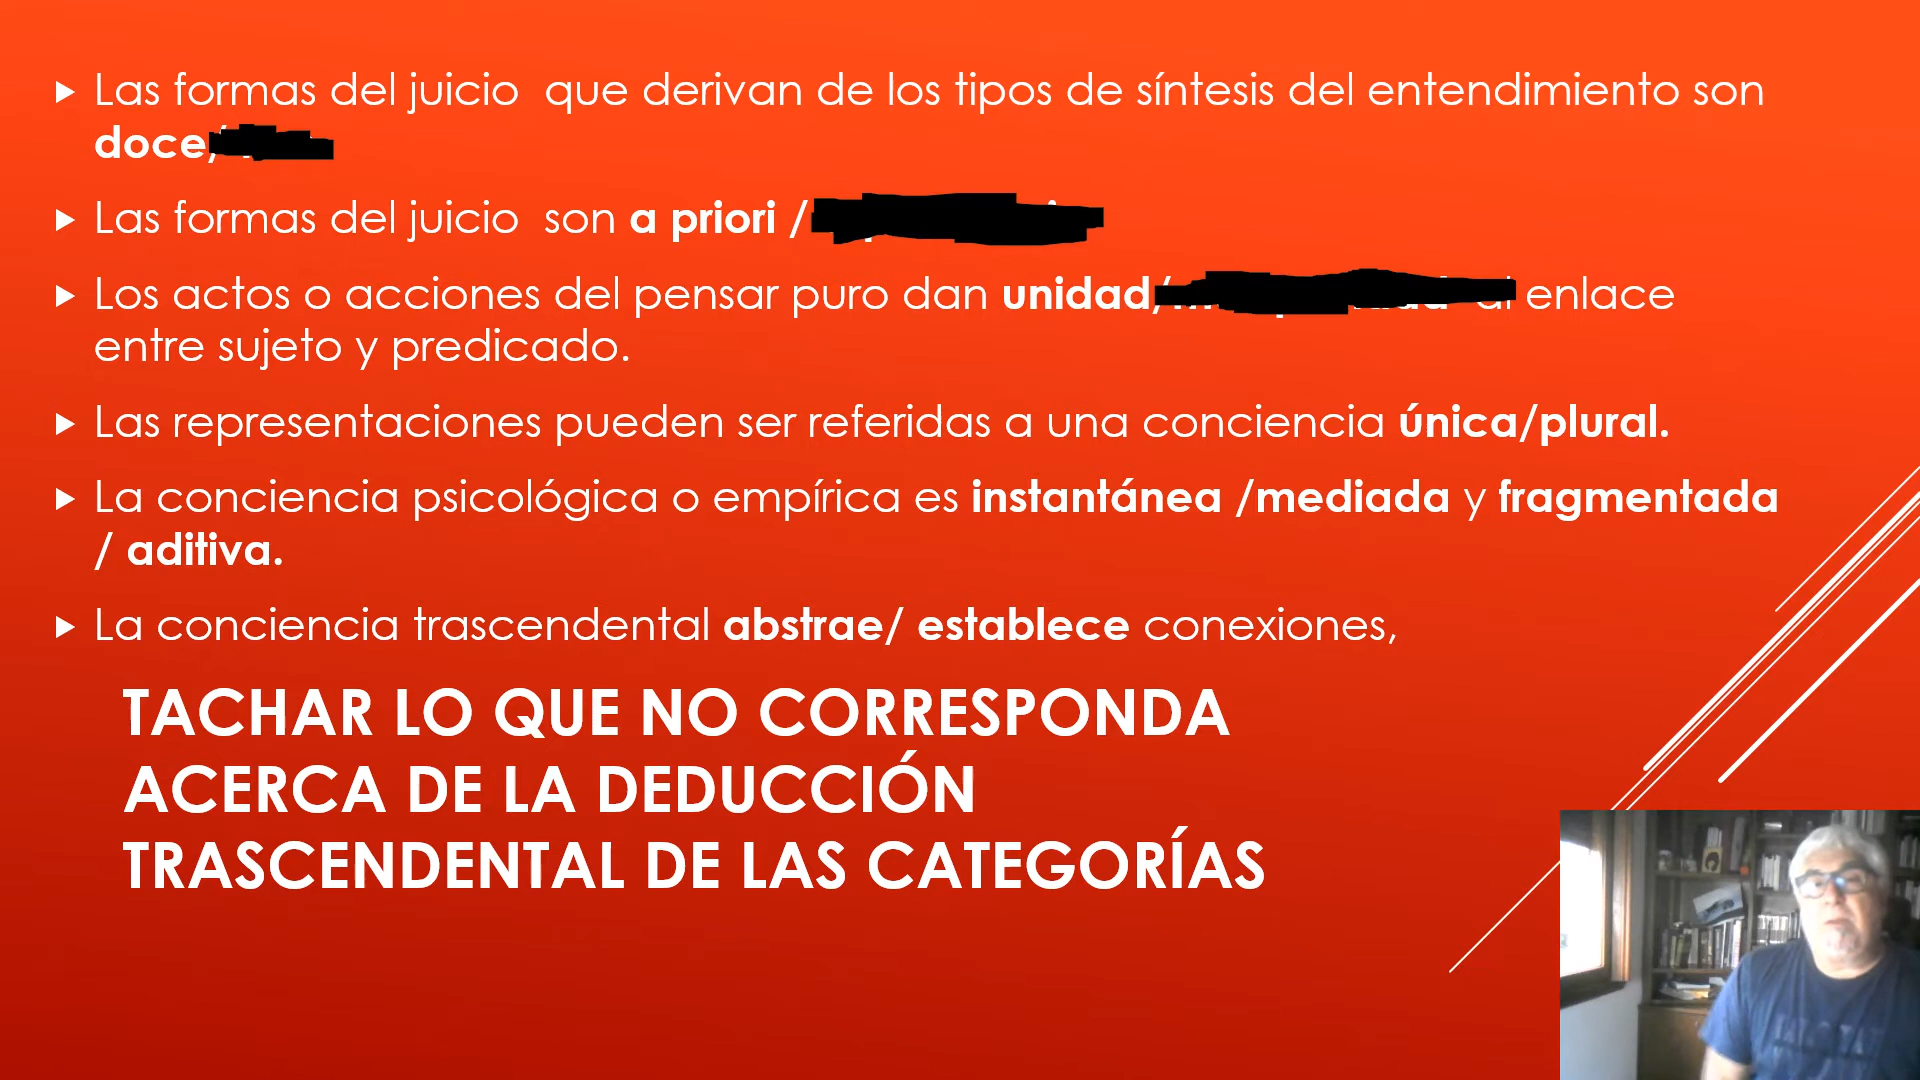 Las formas del juicio que derivan de los tipos de síntesis del entendimiento son
doce/
Las formas del juicio son a priori /
Los actos o acciones del pensar puro dan unidad/ al enlace
entre sujeto y predicado.
Las representaciones pueden ser referidas a una conciencia única/plural.
La conciencia psicológica o empírica es instantánea /mediada y fragmentada
/ aditiva.
La conciencia trascendental abstrae/ establece conexiones,
TACHAR LO QUE NO CORRESPONDA
ACERCA DE LA DEDUCCIÓN
TRASCENDENTAL DE LAS CATEGORÍAS